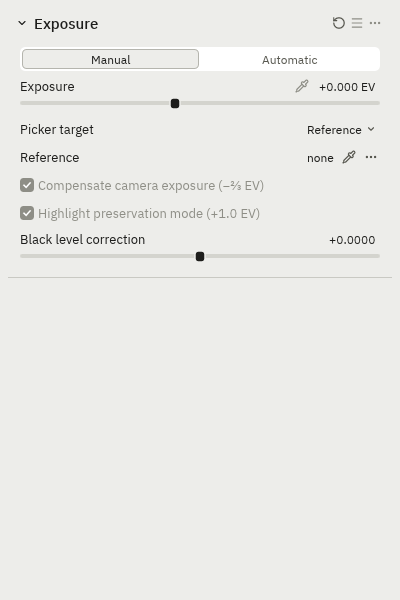 Exposure
Manual Automatic
Exposure +0.000 EV
Picker target Reference
Reference none
Compensate camera exposure (−⅔ EV)
Highlight preservation mode (+1.0 EV)
Black level correction +0.0000